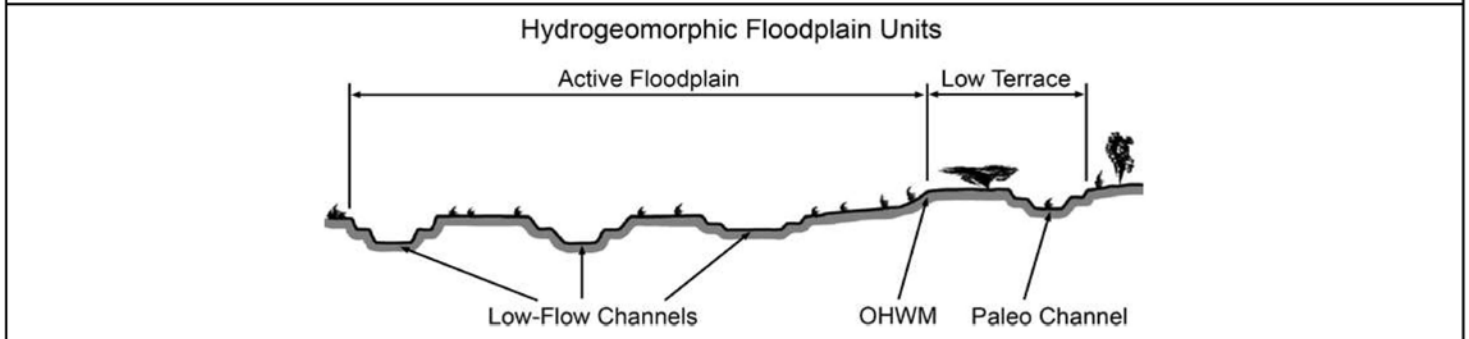 Hydrogeomorphic Floodplain Units
Active Floodplain
Low Terrace
Low-Flow Channels
OHWM
Paleo Channel